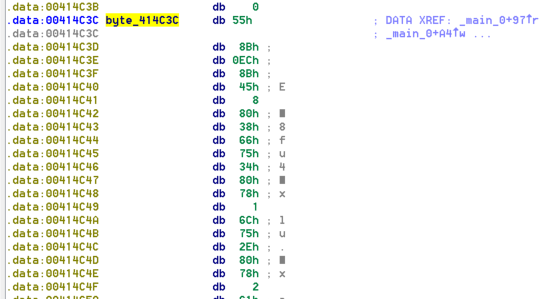 .data:00414C3B db 0
.data:00414C3C byte_414C3C db 55h ; DATA XREF: _main_0+97↑r
.data:00414C3C ; _main_0+A4↑w ...
.data:00414C3D db 8Bh ;
.data:00414C3E db 0ECh ;
.data:00414C3F db 8Bh ;
.data:00414C40 db 45h ; E
.data:00414C41 db 8
.data:00414C42 db 80h ; ■
.data:00414C43 db 38h ; 8
.data:00414C44 db 66h ; f
.data:00414C45 db 75h ; u
.data:00414C46 db 34h ; 4
.data:00414C47 db 80h ; ■
.data:00414C48 db 78h ; x
.data:00414C49 db 1
.data:00414C4A db 6Ch ; l
.data:00414C4B db 75h ; u
.data:00414C4C db 2Eh ; .
.data:00414C4D db 80h ; ■
.data:00414C4E db 78h ; x
.data:00414C4F db 2